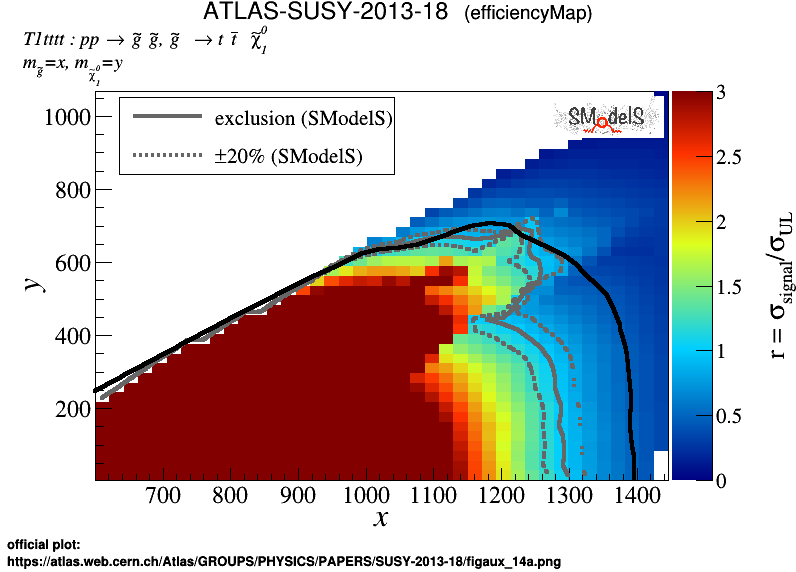 ATLAS-SUSY-2013-18 (efficiencyMap)
T1tttt : pp → g̃ g̃, g̃ → t t̄ χ̃₁⁰
m_g̃=x, m_χ̃₁⁰=y
exclusion (SModelS)
±20% (SModelS)
SModelS
1000
800
600
400
200
y
700 800 900 1000 1100 1200 1300 1400
x
3
2.5
2
1.5
1
0.5
0
r = σ_signal/σ_UL
official plot:
https://atlas.web.cern.ch/Atlas/GROUPS/PHYSICS/PAPERS/SUSY-2013-18/figaux_14a.png